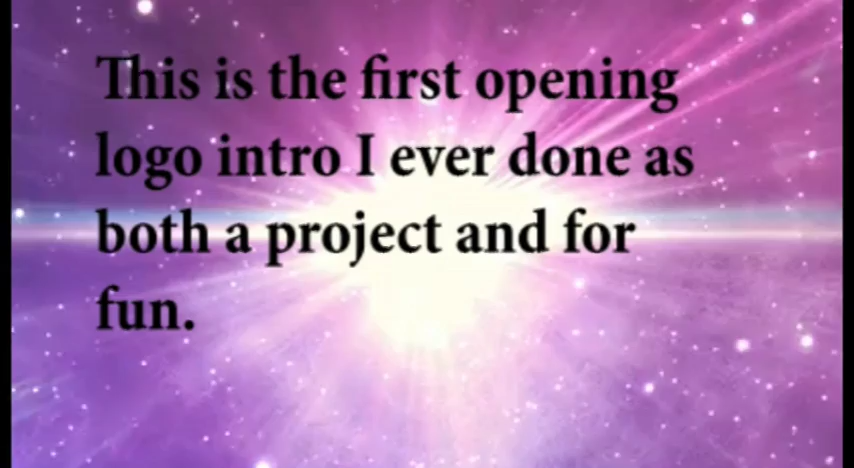 This is the first opening
logo intro I ever done as
both a project and for
fun.